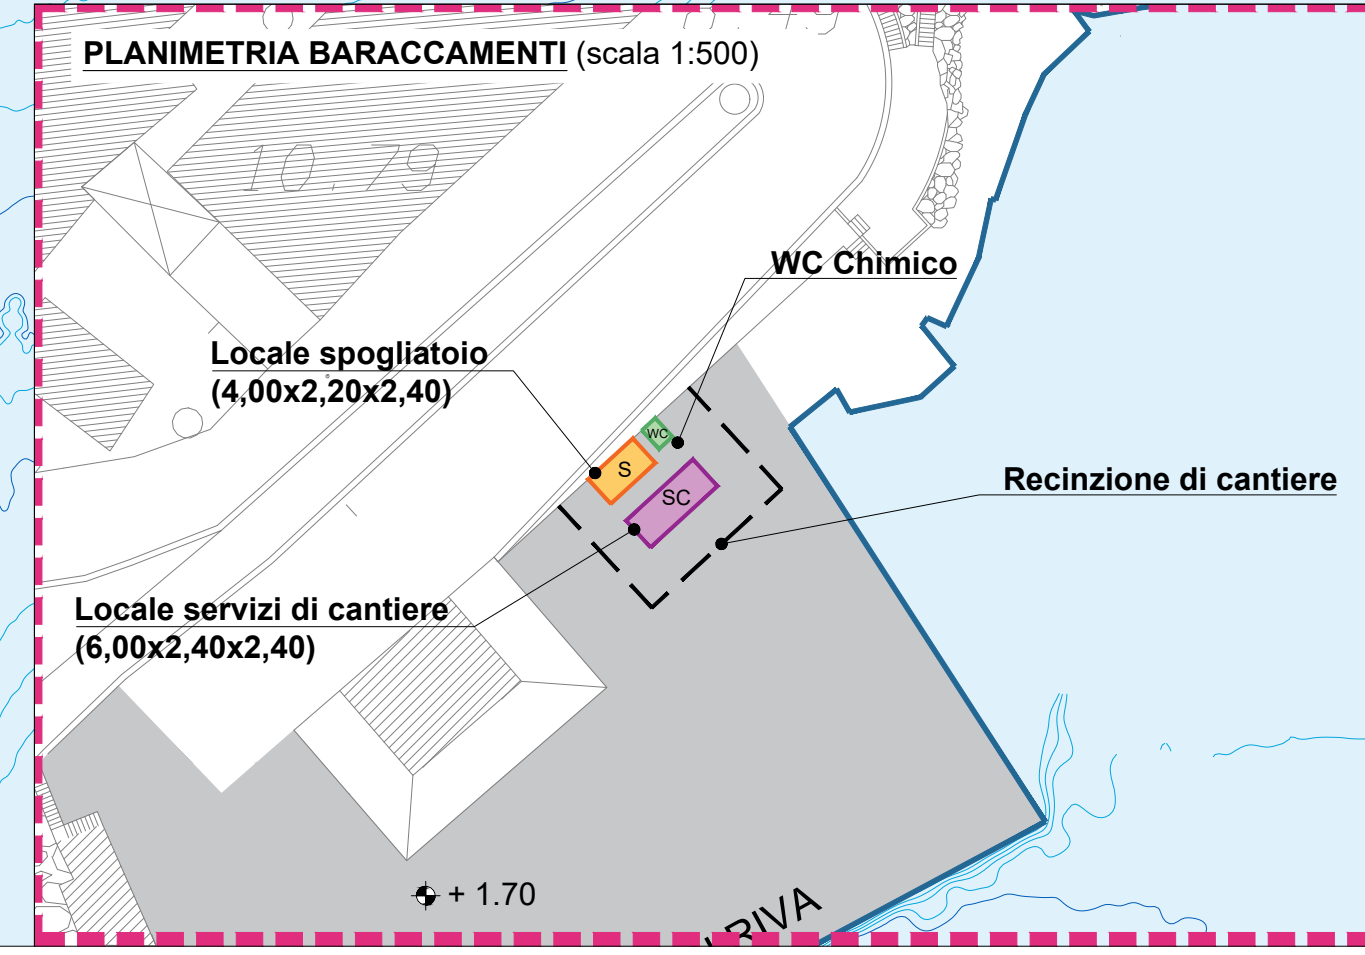 PLANIMETRIA BARACCAMENTI (scala 1:500)
10.79
WC Chimico
Locale spogliatoio
(4,00x2,20x2,40)
WC
S
SC
Recinzione di cantiere
Locale servizi di cantiere
(6,00x2,40x2,40)
+ 1.70
RIVA